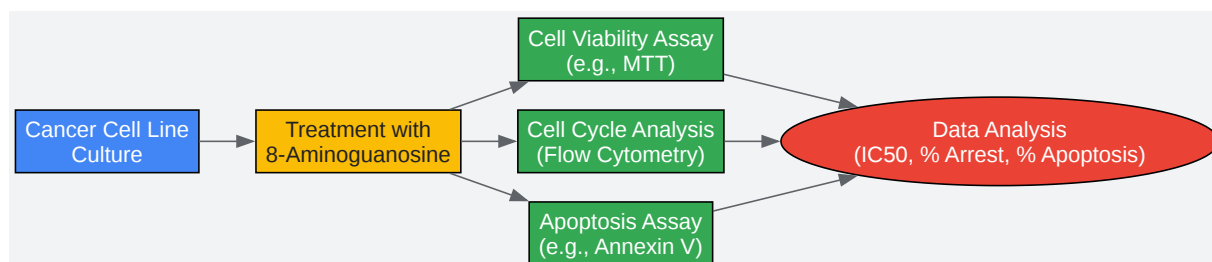 Cancer Cell Line
Culture
Treatment with
8-Aminoguanosine
Cell Viability Assay
(e.g., MTT)
Cell Cycle Analysis
(Flow Cytometry)
Apoptosis Assay
(e.g., Annexin V)
Data Analysis
(IC50, % Arrest, % Apoptosis)